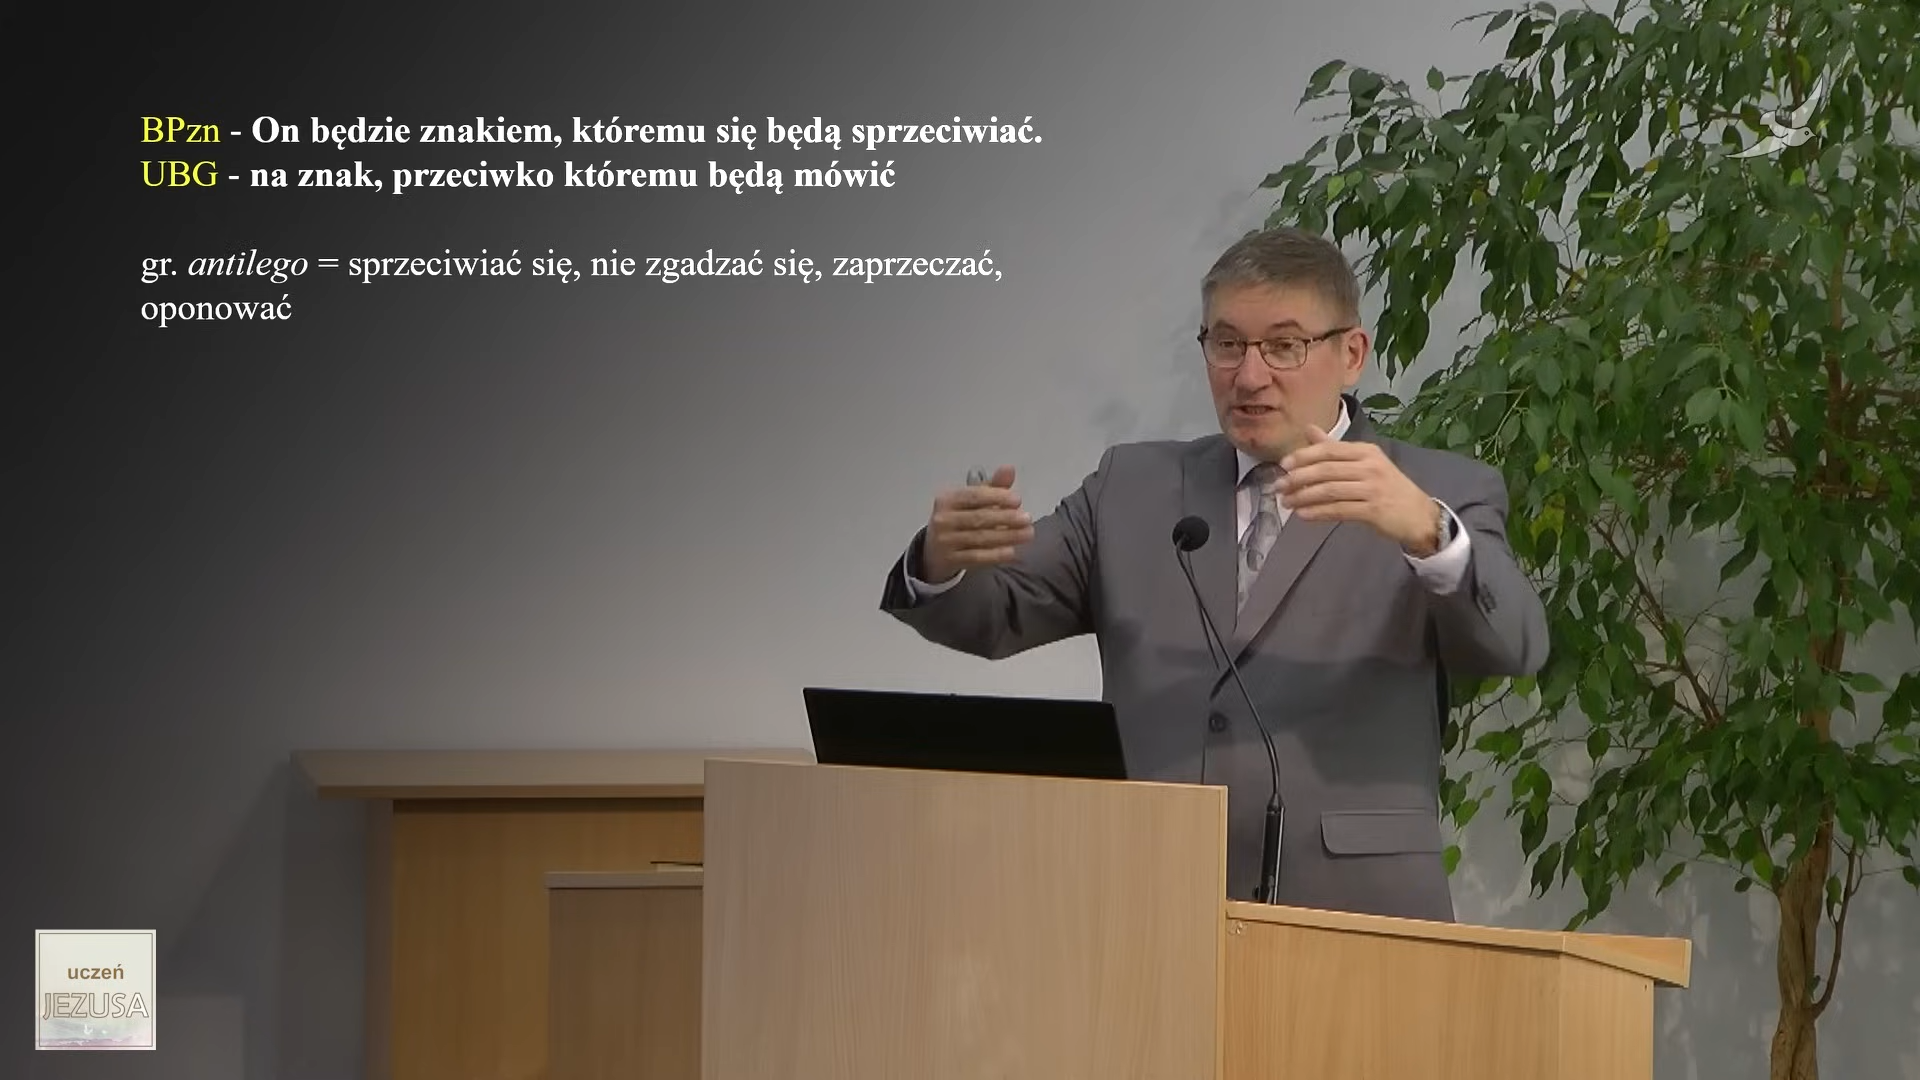 BPzn - On będzie znakiem, któremu się będą sprzeciwiać.
UBG - na znak, przeciwko któremu będą mówić
gr. antilego = sprzeciwiać się, nie zgadzać się, zaprzeczać,
oponować
uczeń
JEZUSA